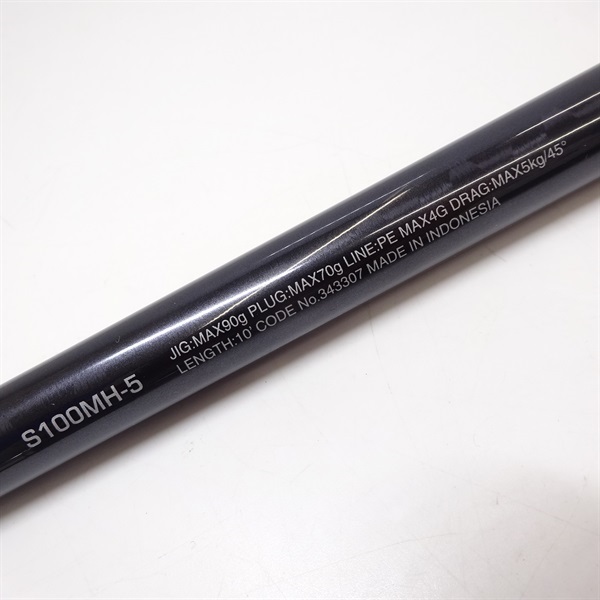 JIG:MAX90g PLUG:MAX70g LINE:PE MAX4G DRAG:MAX5kg/45°
LENGTH:10' CODE No.343307 MADE IN INDONESIA
S100MH-5